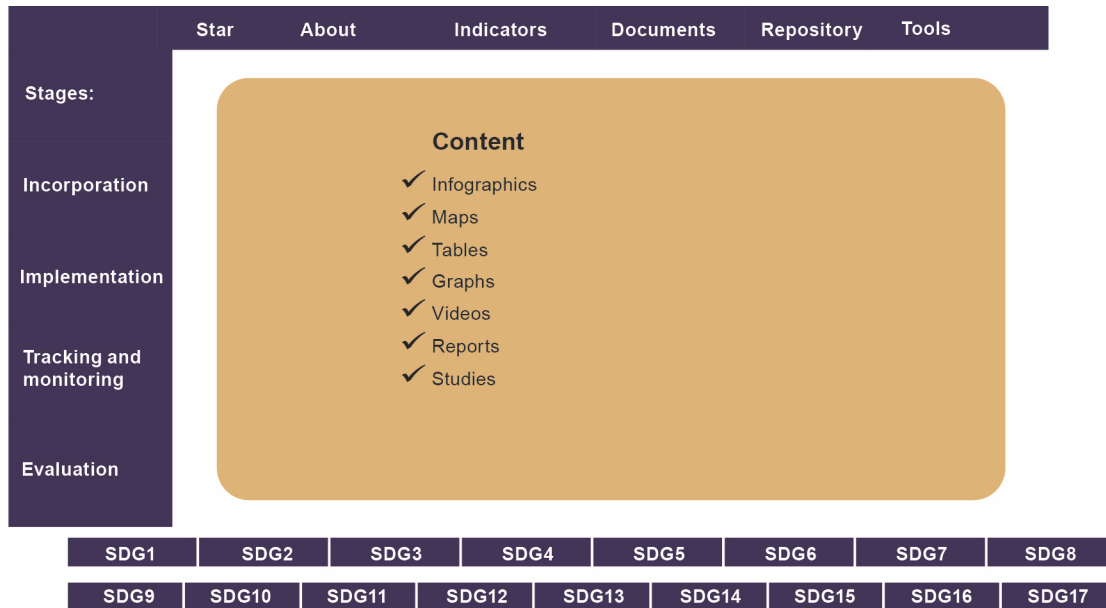 Star About Indicators Documents Repository Tools
Stages:
Incorporation
Implementation
Tracking and
monitoring
Evaluation
Content
Infographics
Maps
Tables
Graphs
Videos
Reports
Studies
SDG1 SDG2 SDG3 SDG4 SDG5 SDG6 SDG7 SDG8
SDG9 SDG10 SDG11 SDG12 SDG13 SDG14 SDG15 SDG16 SDG17